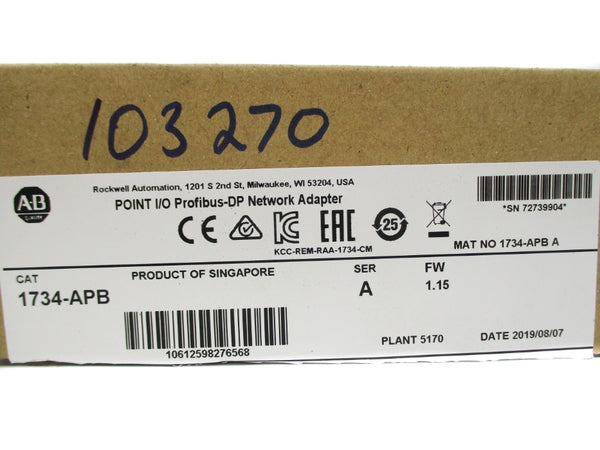 103270
Rockwell Automation, 1201 S 2nd St, Milwaukee, WI 53204, USA
POINT I/O Profibus-DP Network Adapter
A-B
*SN 72739904*
CE
KC
EAC
25
KCC-REM-RAA-1734-CM
MAT NO 1734-APB A
CAT
1734-APB
PRODUCT OF SINGAPORE
SER
A
FW
1.15
10612598276568
PLANT 5170
DATE 2019/08/07